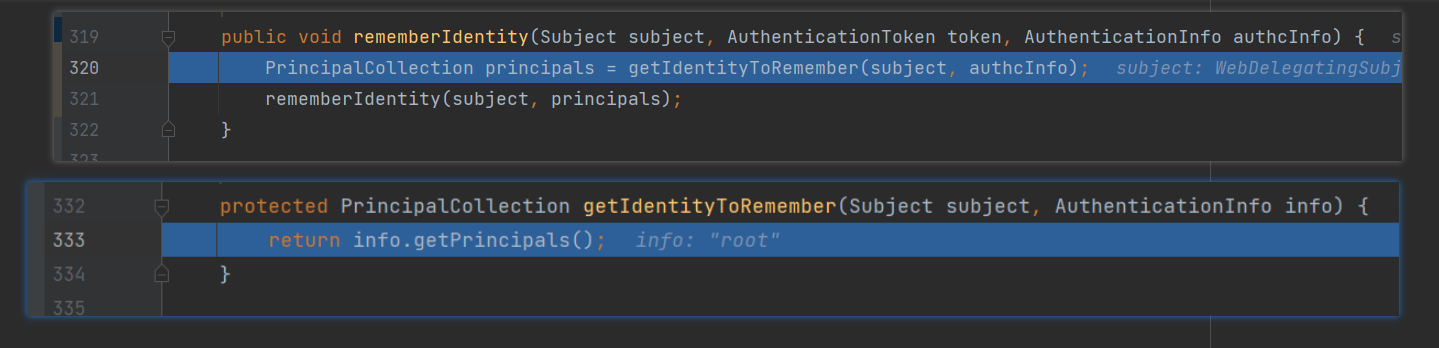 319 public void rememberIdentity(Subject subject, AuthenticationToken token, AuthenticationInfo authcInfo) { s
320 PrincipalCollection principals = getIdentityToRemember(subject, authcInfo); subject: WebDelegatingSubj
321 rememberIdentity(subject, principals);
322 }
323
332 protected PrincipalCollection getIdentityToRemember(Subject subject, AuthenticationInfo info) {
333 return info.getPrincipals(); info: "root"
334 }
335